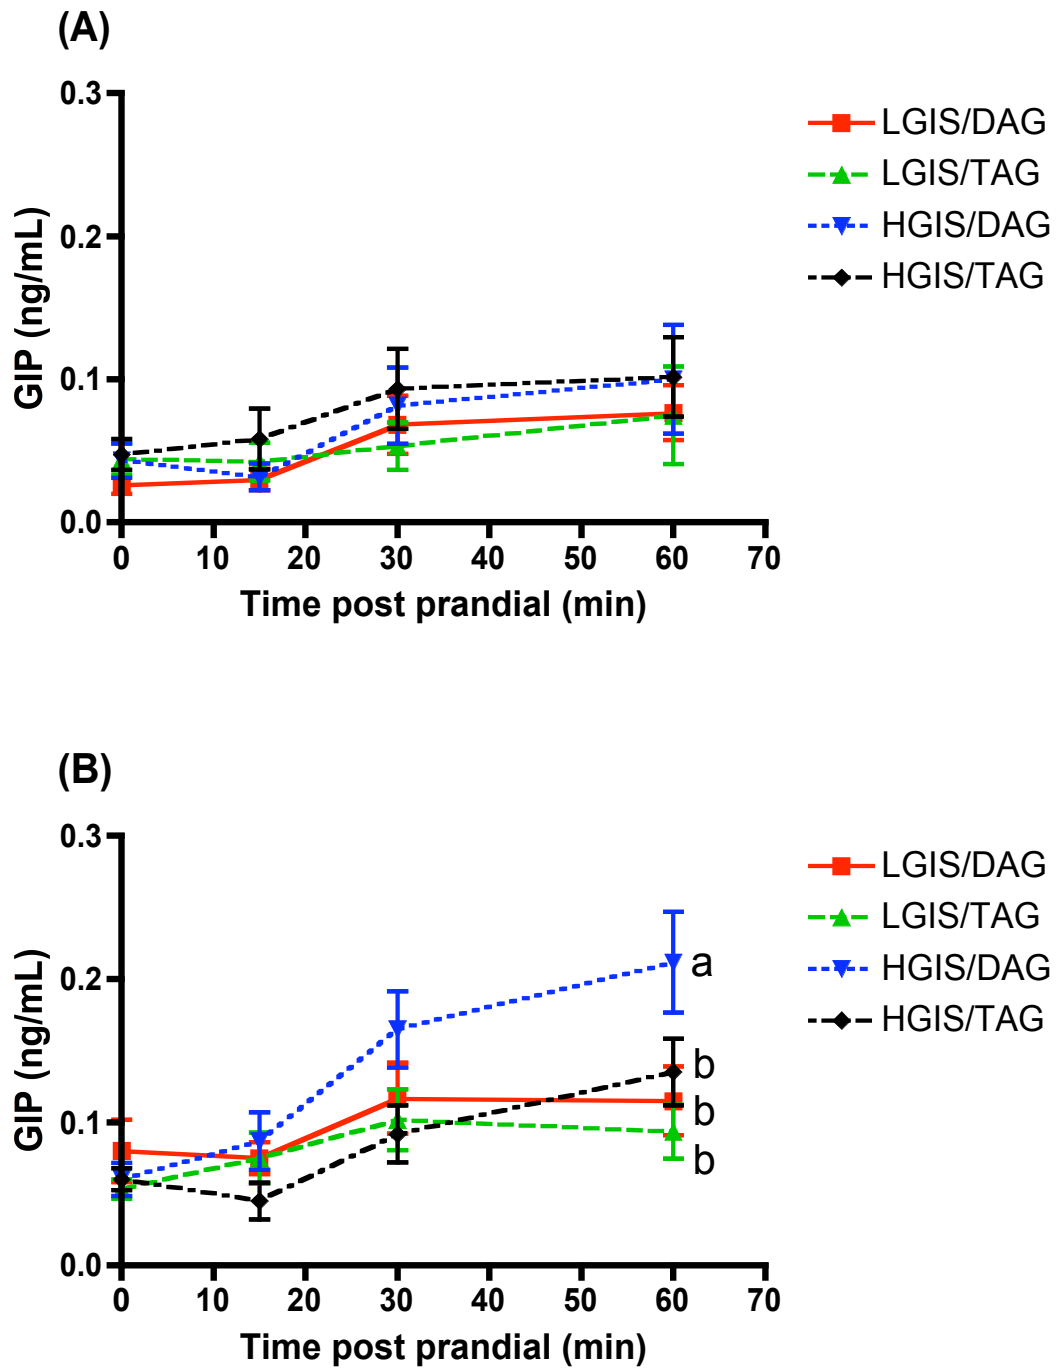 (A)
0.3
0.2
0.1
0.0
GIP (ng/mL)
0 10 20 30 40 50 60 70
Time post prandial (min)
LGIS/DAG
LGIS/TAG
HGIS/DAG
HGIS/TAG
(B)
0.3
0.2
0.1
0.0
GIP (ng/mL)
a
b
b
b
0 10 20 30 40 50 60 70
Time post prandial (min)
LGIS/DAG
LGIS/TAG
HGIS/DAG
HGIS/TAG